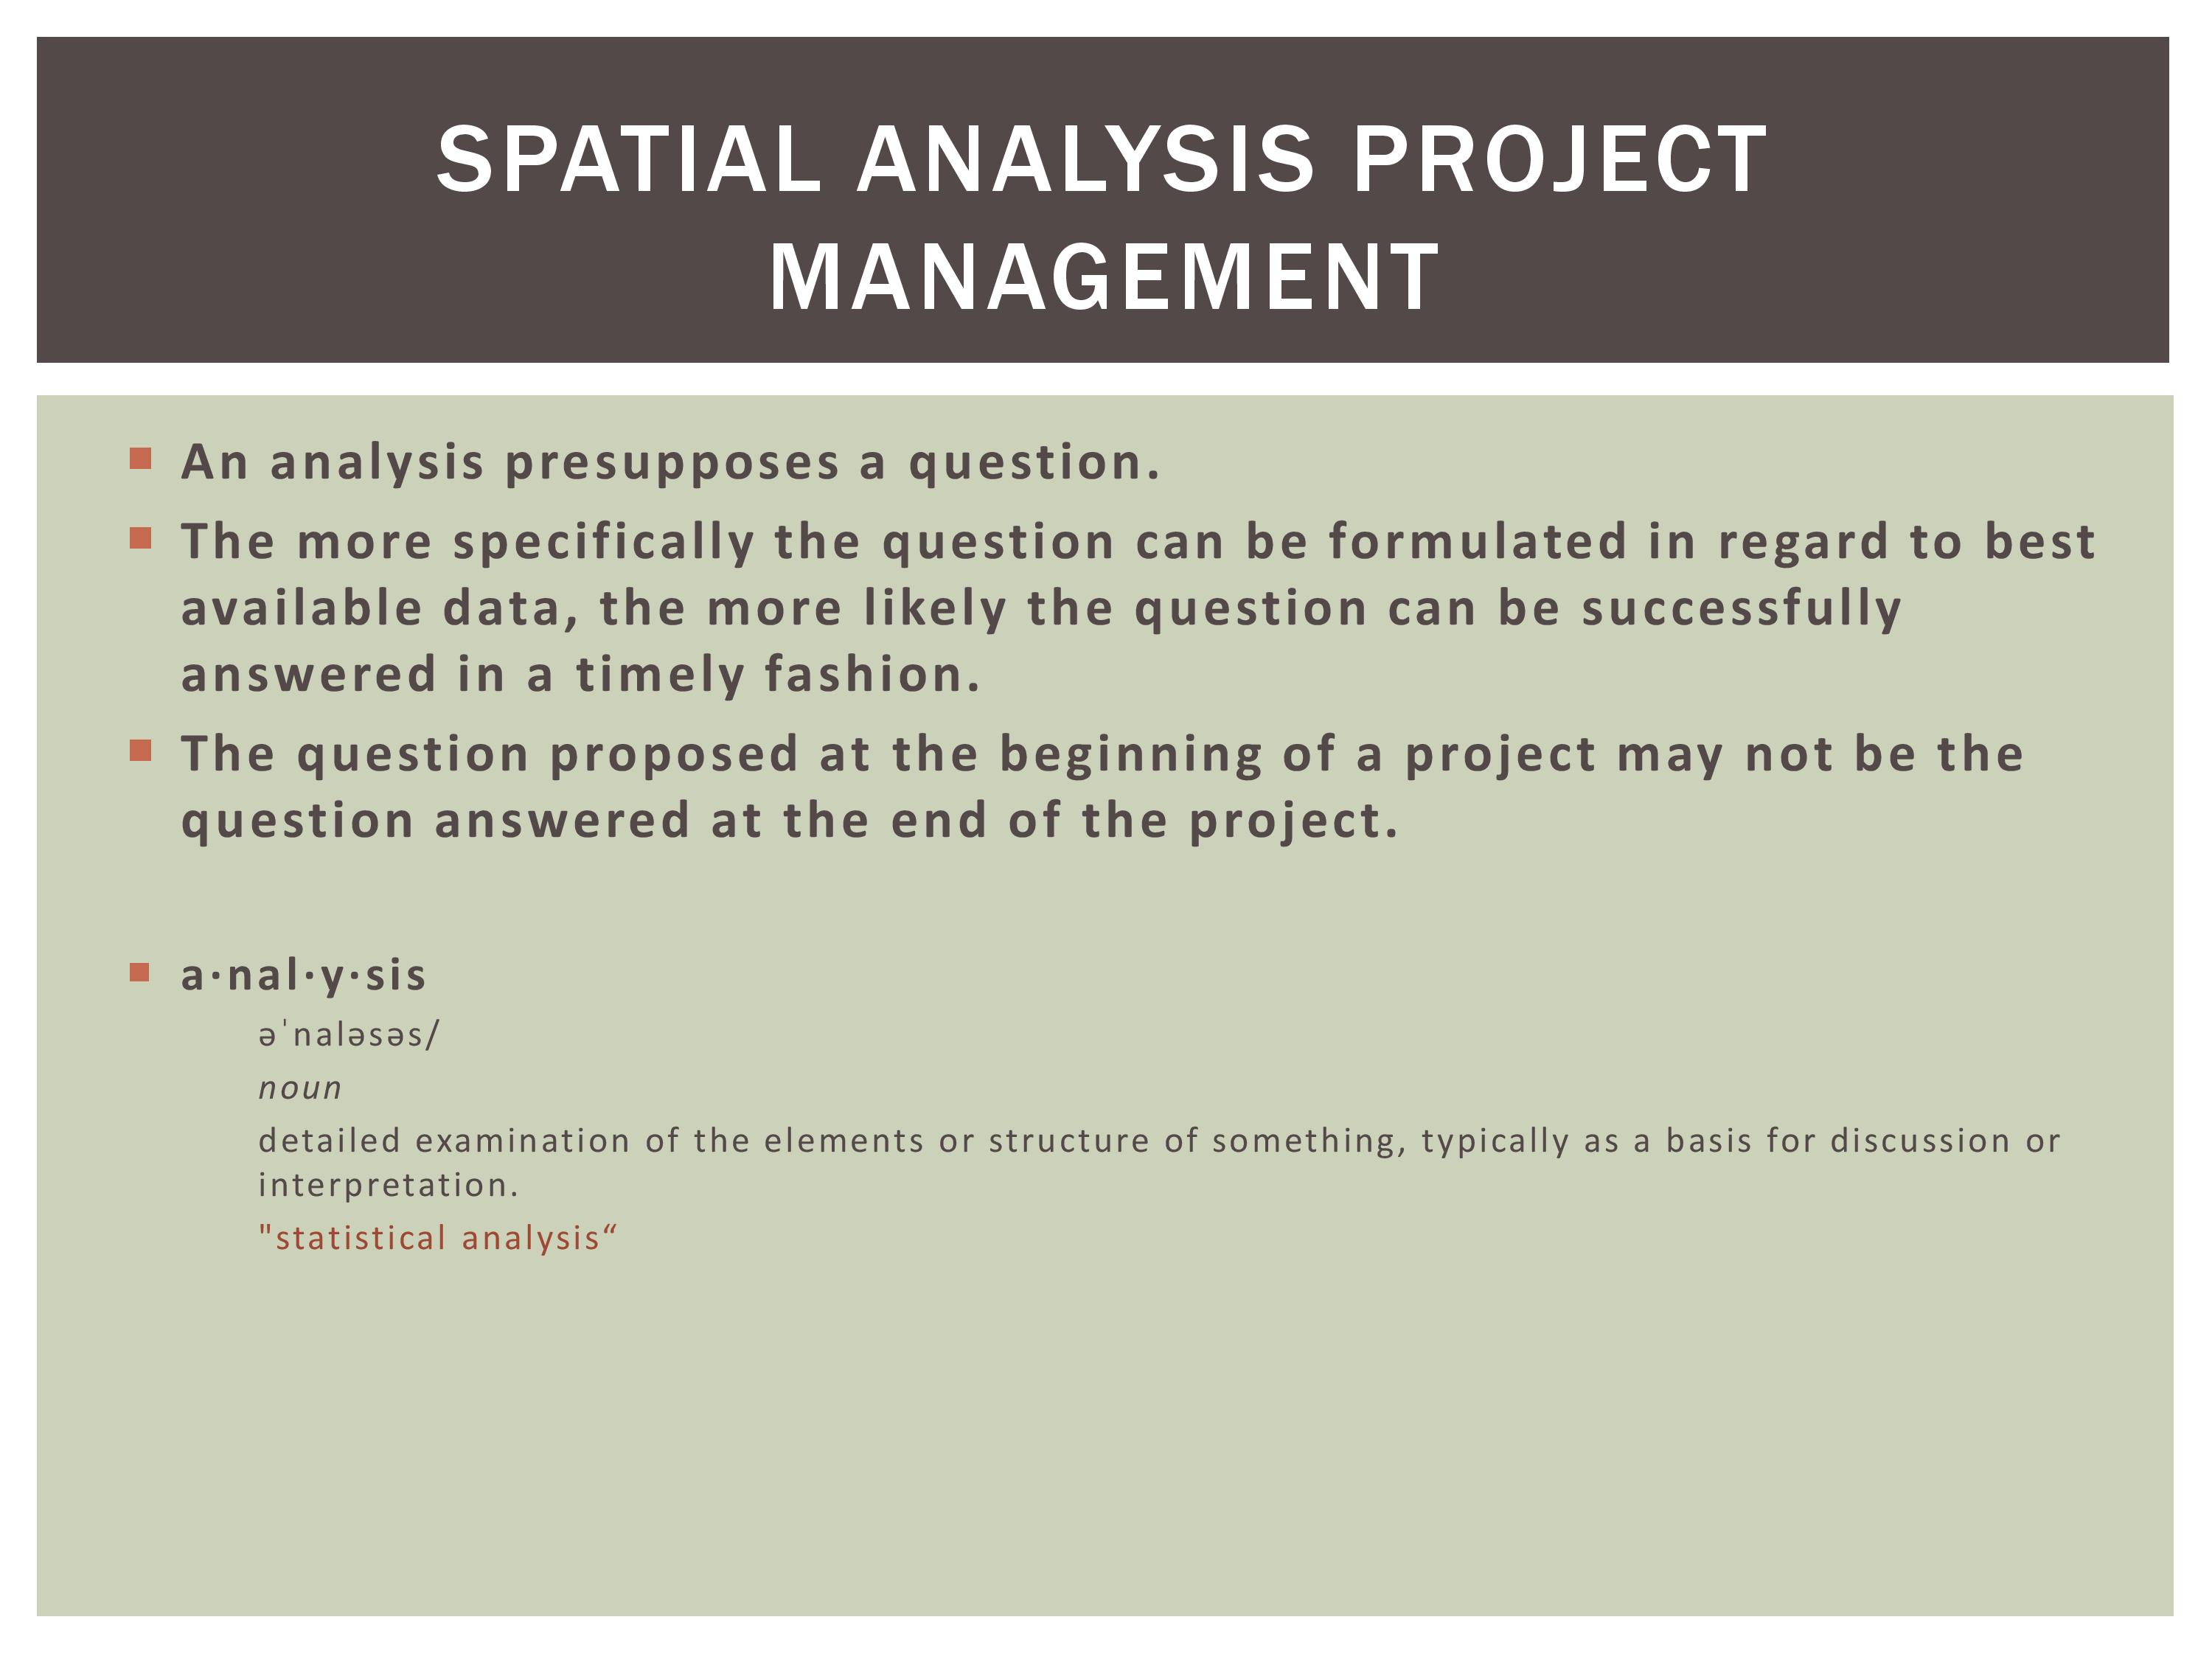 SPATIAL ANALYSIS PROJECT
MANAGEMENT
An analysis presupposes a question.
The more specifically the question can be formulated in regard to best
available data, the more likely the question can be successfully
answered in a timely fashion.
The question proposed at the beginning of a project may not be the
question answered at the end of the project.
a·nal·y·sis
əˈnaləsəs/
noun
detailed examination of the elements or structure of something, typically as a basis for discussion or
interpretation.
"statistical analysis“